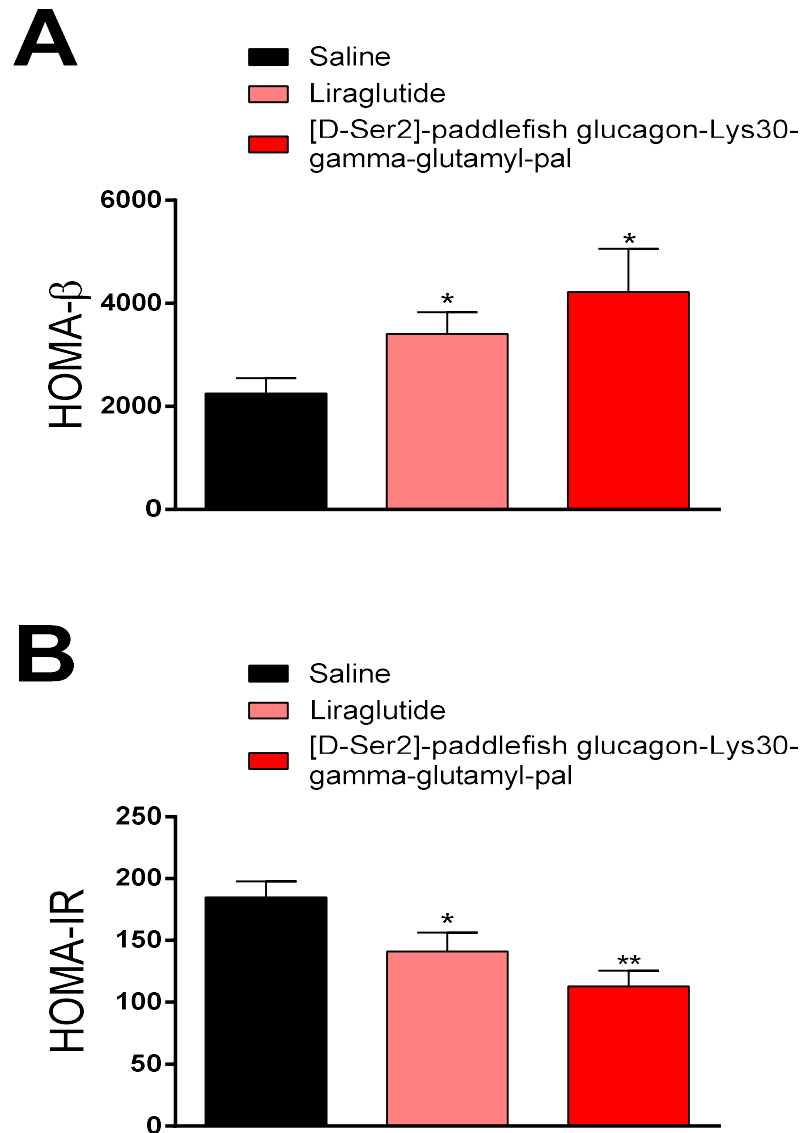 A
Saline
Liraglutide
[D-Ser2]-paddlefish glucagon-Lys30-
gamma-glutamyl-pal
6000
4000
2000
0
HOMA-β
*
*
B
Saline
Liraglutide
[D-Ser2]-paddlefish glucagon-Lys30-
gamma-glutamyl-pal
250
200
150
100
50
0
HOMA-IR
*
**